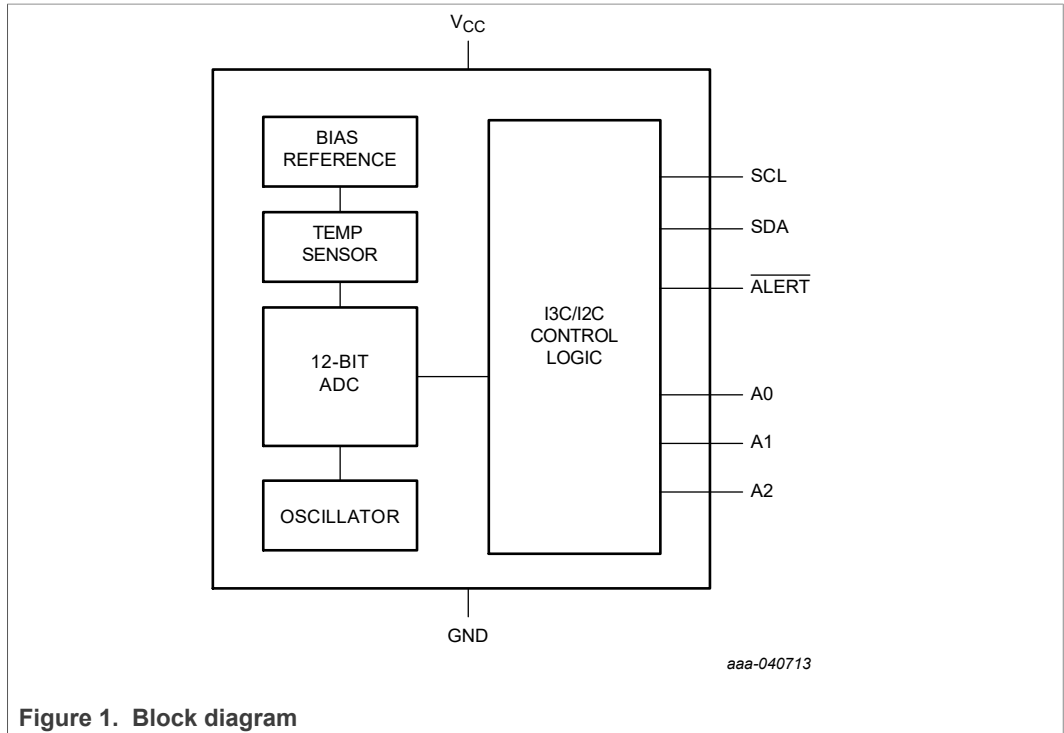 VCC
BIAS
REFERENCE
TEMP
SENSOR
12-BIT
ADC
OSCILLATOR
I3C/I2C
CONTROL
LOGIC
SCL
SDA
ALERT
A0
A1
A2
GND
aaa-040713
Figure 1. Block diagram